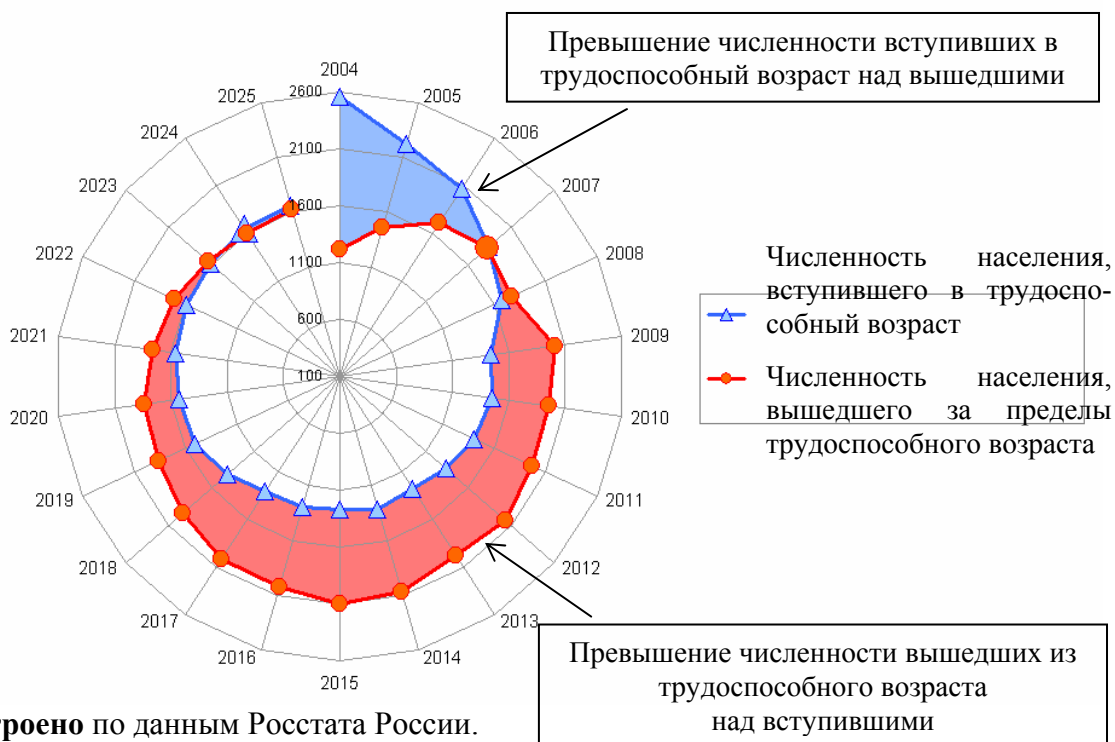 Превышение численности вступивших в
трудоспособный возраст над вышедшими
2004
2005
2006
2007
2008
2009
2010
2011
2012
2013
2014
2015
2016
2017
2018
2019
2020
2021
2022
2023
2024
2025
2600
2100
1600
1100
600
100
Численность населения,
вступившего в трудоспо-
собный возраст
Численность населения,
вышедшего за пределы
трудоспособного возраста
Превышение численности вышедших из
трудоспособного возраста
над вступившими
троено по данным Росстата России.